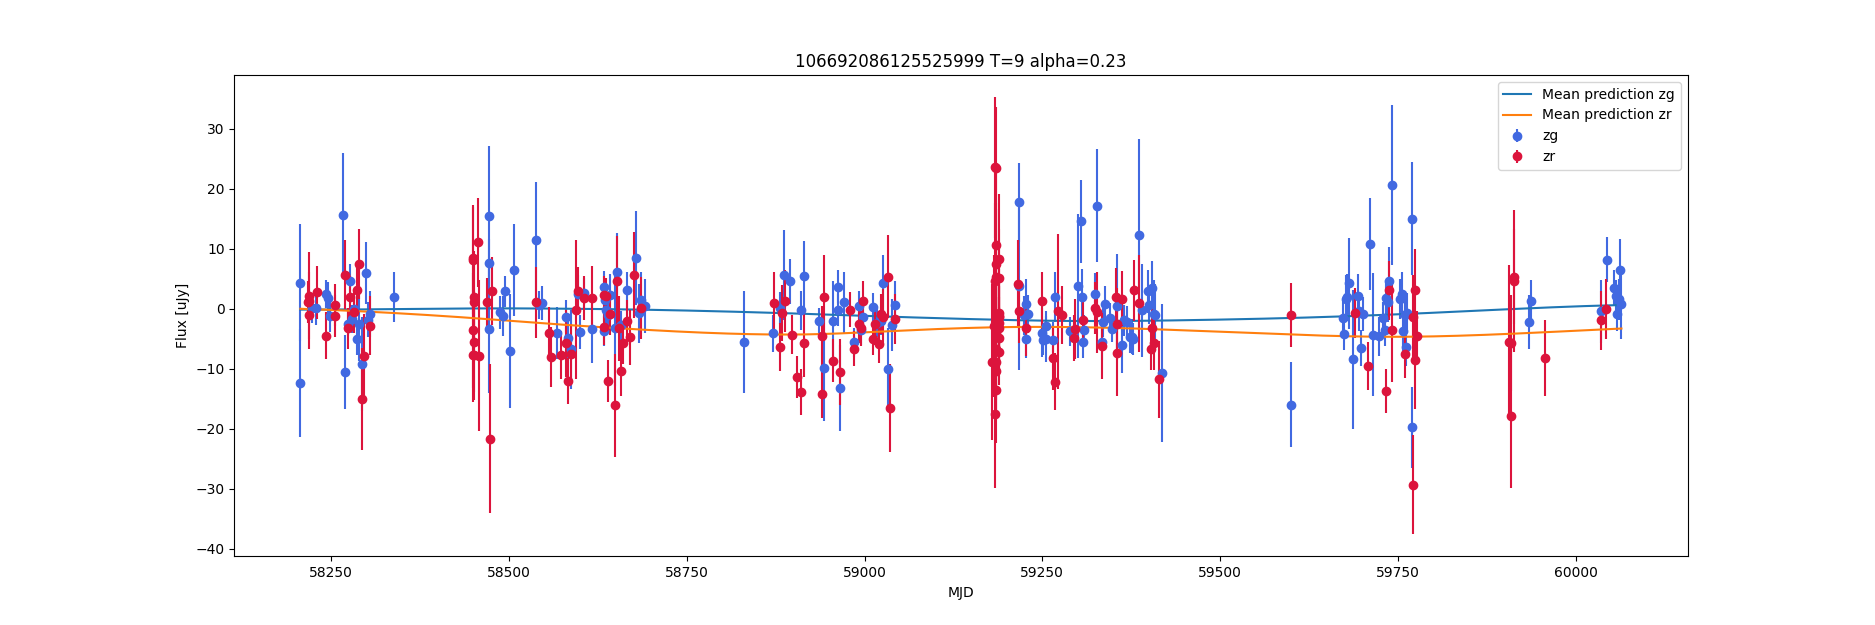 106692086125525999 T=9 alpha=0.23
Mean prediction zg
Mean prediction zr
zg
zr
Flux [uJy]
30
20
10
0
−10
−20
−30
−40
58250 58500 58750 59000 59250 59500 59750 60000
MJD